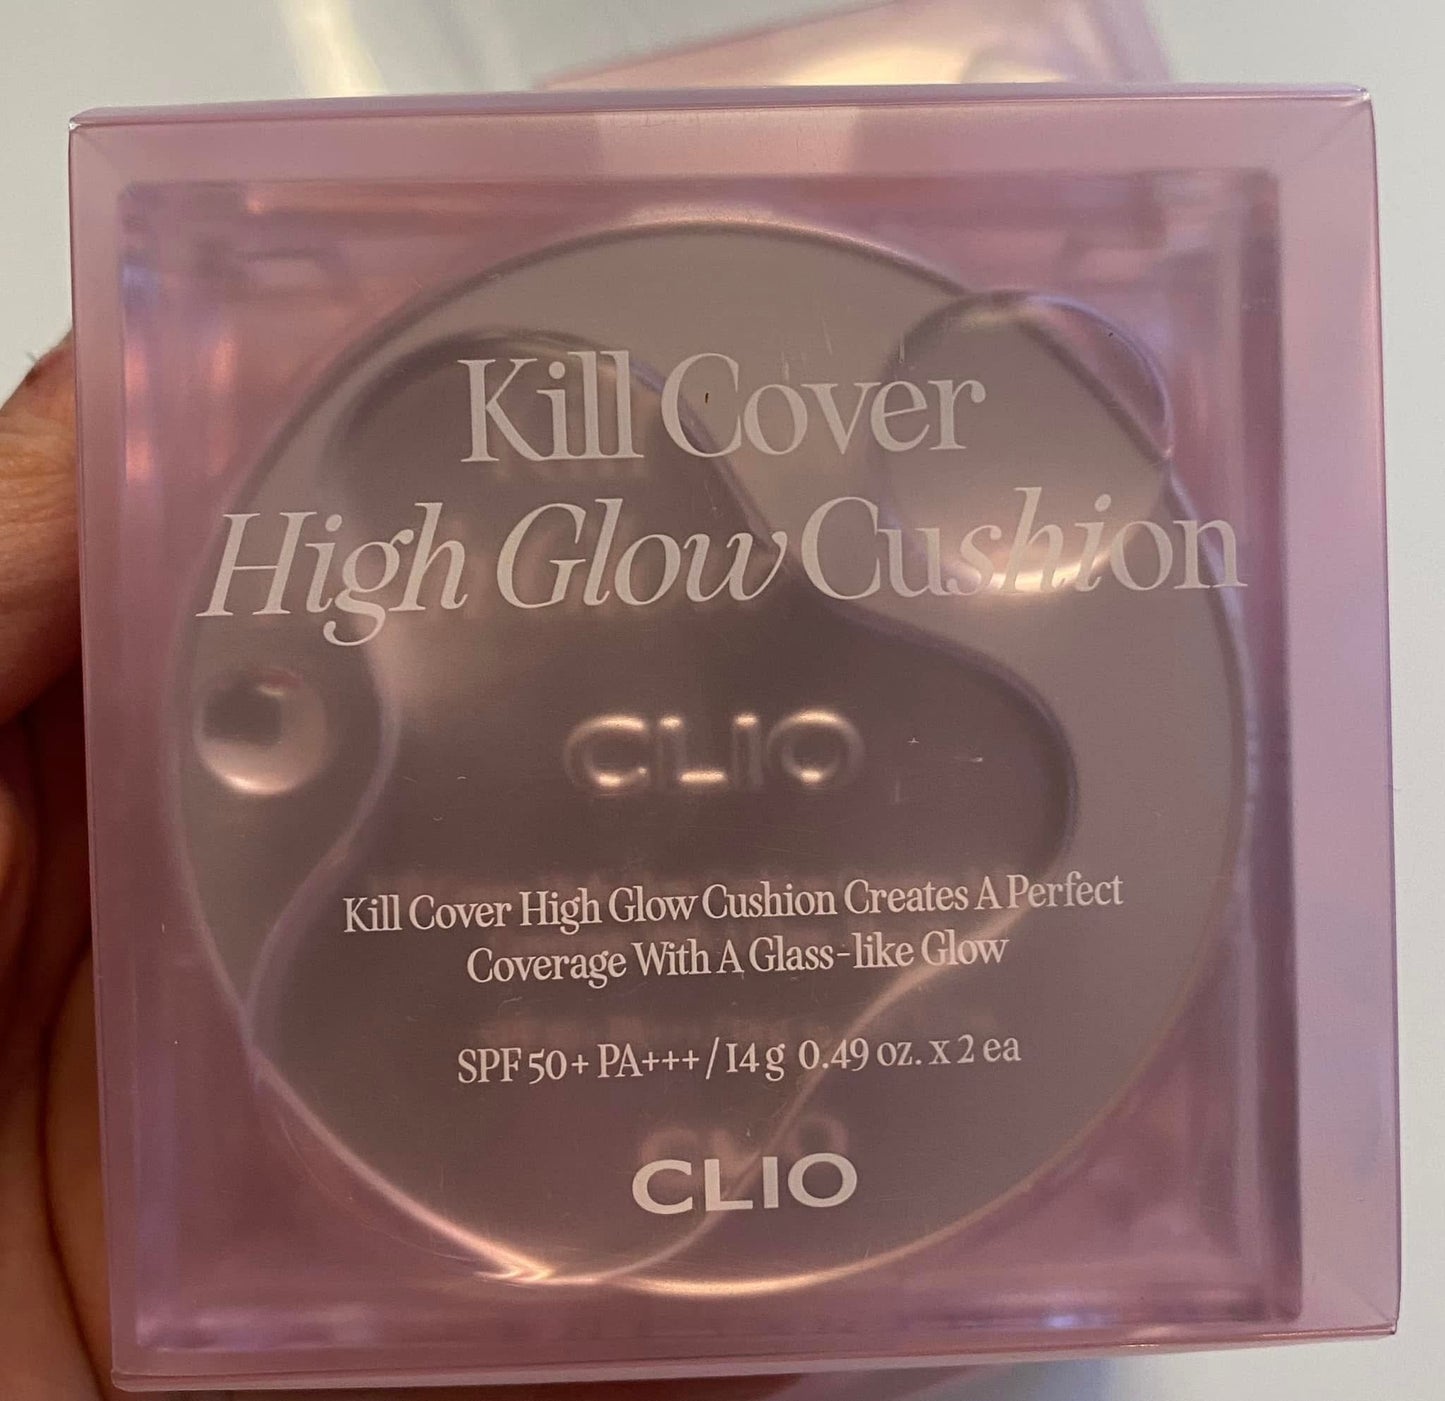 Kill Cover
High Glow Cushion
CLIO
Kill Cover High Glow Cushion Creates A Perfect
Coverage With A Glass-like Glow
SPF 50+ PA+++ / 14 g 0.49 oz. x 2 ea
CLIO